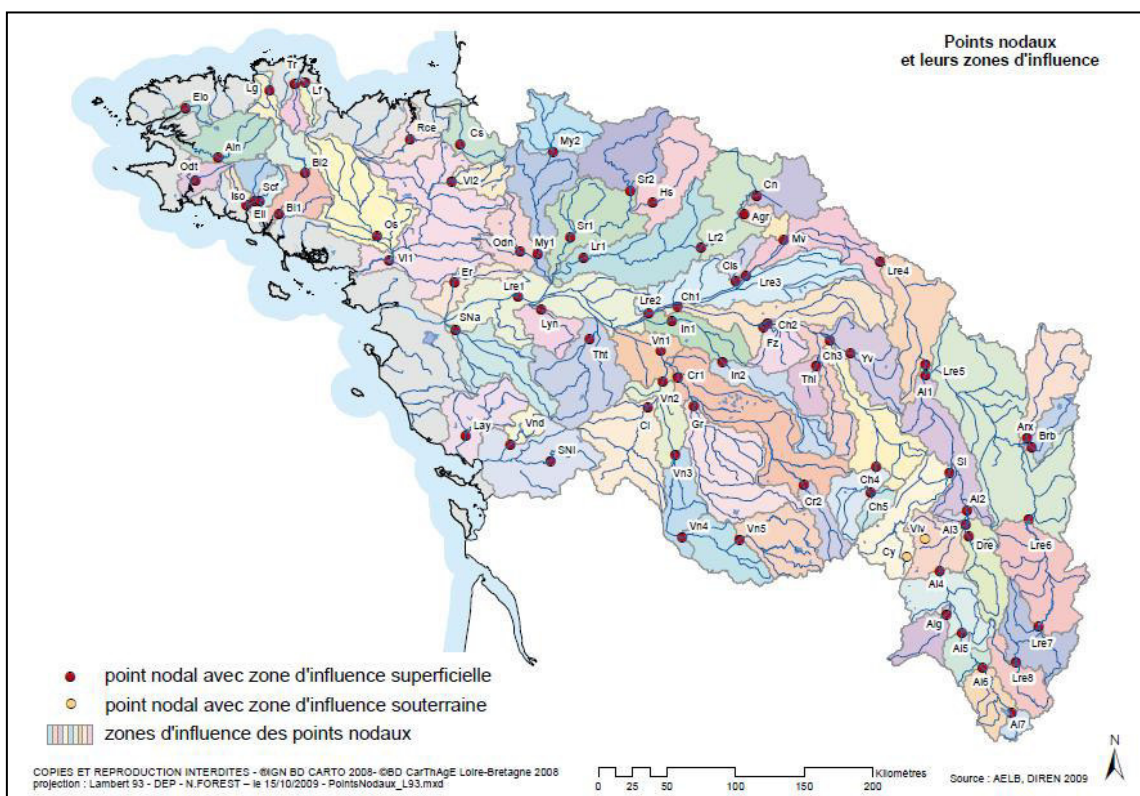 Points nodaux
et leurs zones d'influence
Tr
Lg
Lf
Elo
Rce
Cs
My2
Aln
Sr2
Cn
Bl2
Hs
Odt
Vl2
Scf
Iso
Agr
Ell
Bl1
Os
Sr1
Mv
Odn
My1
Lr1
Lr2
Vl1
Cls
Lre4
Er
Lre3
Lre1
Lre2
Ch1
SNa
Lyn
In1
Ch2
Vn1
Fz
Tht
Ch3
Yv
In2
Thl
Lre5
Cr1
Al1
Vn2
Vnd
Cl
Gr
Lay
Arx
Brb
SNl
Sl
Vn3
Ch4
Cr2
Ch5
Al2
Vlv
Al3
Vn4
Vn5
Dre
Lre6
Cy
Al4
Alg
Al5
Lre7
Al6
Lre8
Al7
point nodal avec zone d'influence superficielle
point nodal avec zone d'influence souterraine
zones d'influence des points nodaux
N
COPIES ET REPRODUCTION INTERDITES - ®IGN BD CARTO 2008- ©BD CarThAgE Loire-Bretagne 2008
projection : Lambert 93 - DEP - N.FOREST – le 15/10/2009 - PointsNodaux_L93.mxd
Kilomètres
0 25 50 100 150 200
Source : AELB, DIREN 2009